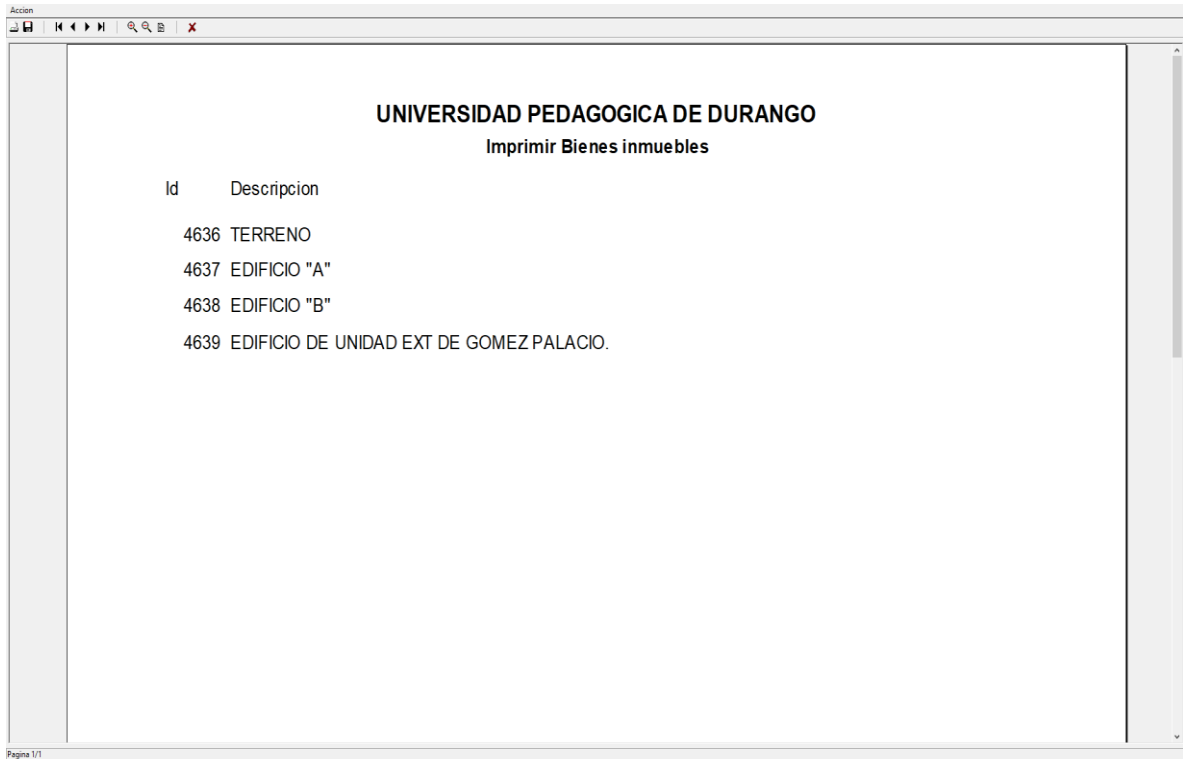 Accion
UNIVERSIDAD PEDAGOGICA DE DURANGO
Imprimir Bienes inmuebles
Id Descripcion
4636 TERRENO
4637 EDIFICIO "A"
4638 EDIFICIO "B"
4639 EDIFICIO DE UNIDAD EXT DE GOMEZ PALACIO.
Pagina 1/1